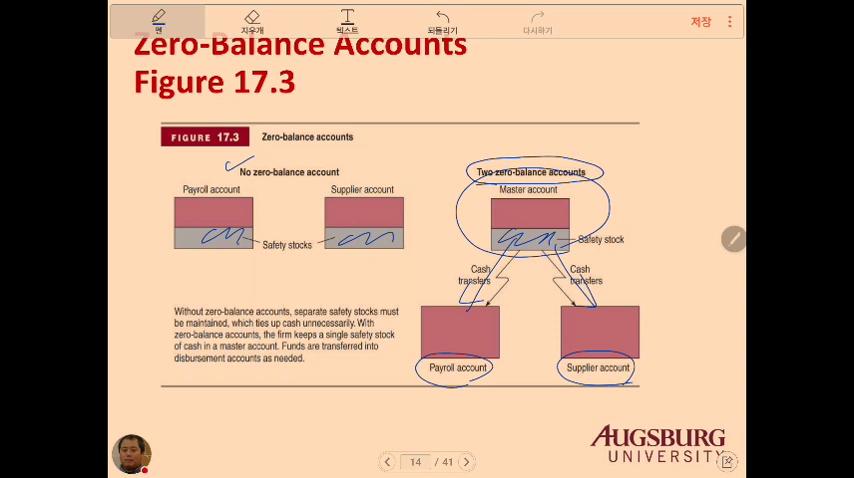 펜
지우개
텍스트
되돌리기
다시하기
저장
Zero-Balance Accounts
Figure 17.3
FIGURE 17.3 Zero-balance accounts
No zero-balance account
Payroll account
Supplier account
Safety stocks
Two zero-balance accounts
Master account
Safety stock
Cash
transfers
Cash
transfers
Payroll account
Supplier account
Without zero-balance accounts, separate safety stocks must
be maintained, which ties up cash unnecessarily. With
zero-balance accounts, the firm keeps a single safety stock
of cash in a master account. Funds are transferred into
disbursement accounts as needed.
AUGSBURG
UNIVERSITY
14 / 41